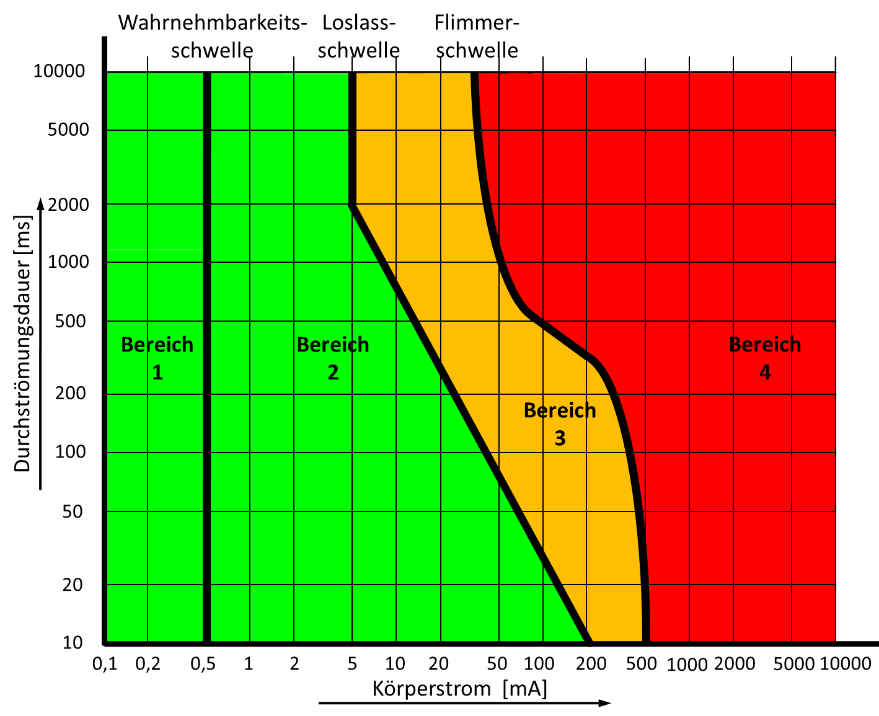 Wahrnehmbarkeits-
schwelle
Loslass-
schwelle
Flimmer-
schwelle
10000
5000
2000
1000
500
200
100
50
20
10
Durchströmungsdauer [ms]
Bereich
1
Bereich
2
Bereich
3
Bereich
4
0,1 0,2 0,5 1 2 5 10 20 50 100 200 500 1000 2000 5000 10000
Körperstrom [mA]